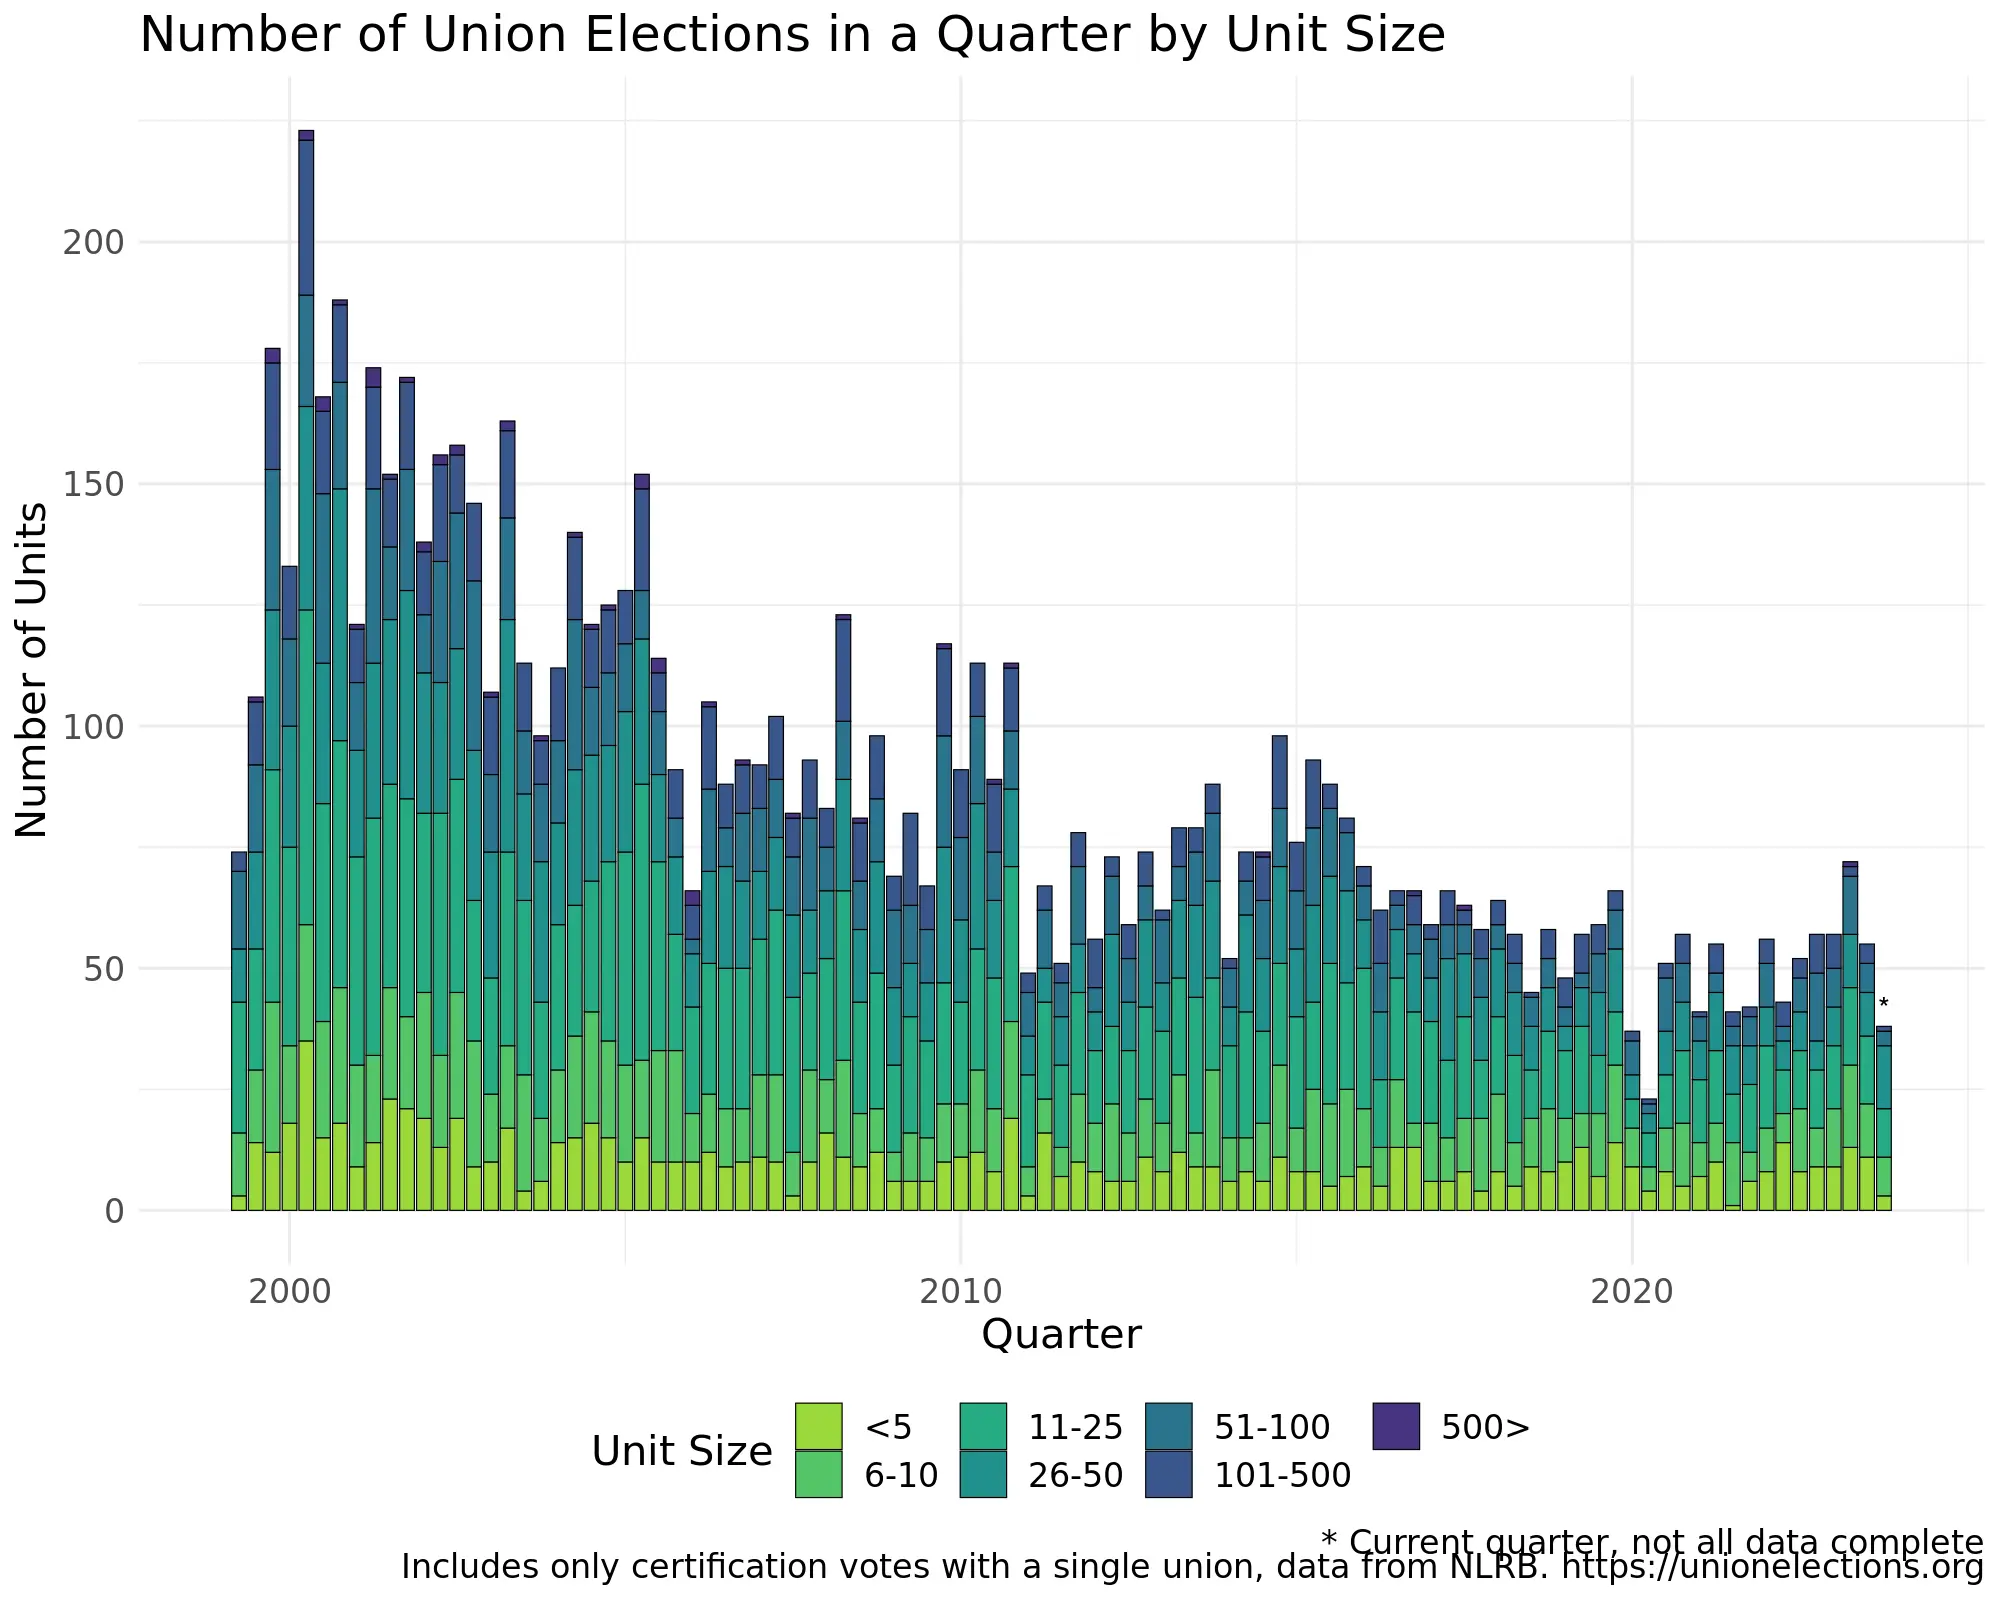 Number of Union Elections in a Quarter by Unit Size
Number of Units
200
150
100
50
0
*
2000 2010 2020
Quarter
Unit Size
<5 11-25 51-100 500>
6-10 26-50 101-500
* Current quarter, not all data complete
Includes only certification votes with a single union, data from NLRB. https://unionelections.org